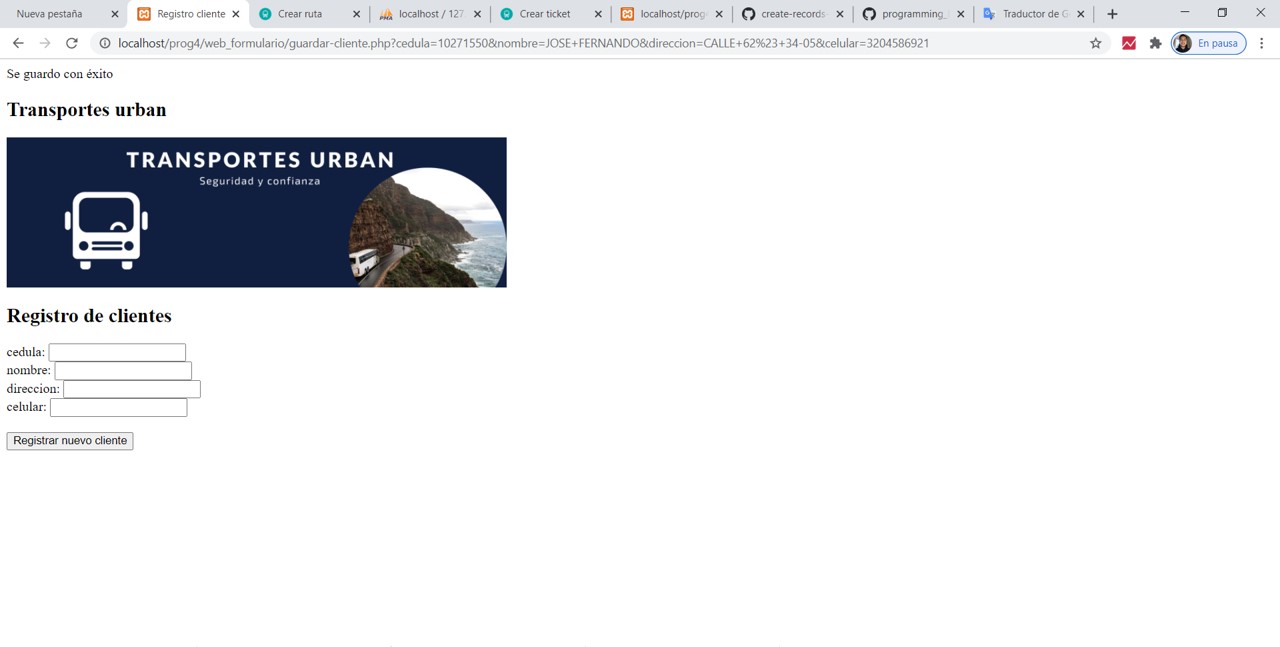 Nueva pestaña
Registro cliente
Crear ruta
localhost / 127
Crear ticket
localhost/prog
create-records
programming_
Traductor de G
localhost/prog4/web_formulario/guardar-cliente.php?cedula=10271550&nombre=JOSE+FERNANDO&direccion=CALLE+62%23+34-05&celular=3204586921
En pausa
Se guardo con éxito
Transportes urban
TRANSPORTES URBAN
Seguridad y confianza
Registro de clientes
cedula:
nombre:
direccion:
celular:
Registrar nuevo cliente